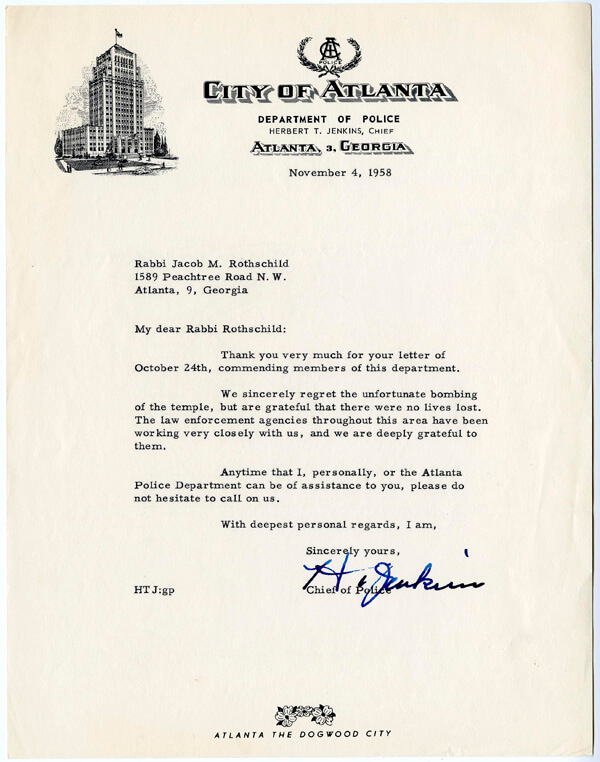 POLICE
CITY OF ATLANTA
DEPARTMENT OF POLICE
HERBERT T. JENKINS, CHIEF
ATLANTA, 3, GEORGIA
November 4, 1958
Rabbi Jacob M. Rothschild
1589 Peachtree Road N. W.
Atlanta, 9, Georgia
My dear Rabbi Rothschild:
Thank you very much for your letter of
October 24th, commending members of this department.
We sincerely regret the unfortunate bombing
of the temple, but are grateful that there were no lives lost.
The law enforcement agencies throughout this area have been
working very closely with us, and we are deeply grateful to
them.
Anytime that I, personally, or the Atlanta
Police Department can be of assistance to you, please do
not hesitate to call on us.
With deepest personal regards, I am,
Sincerely yours,
H Jenkins
HTJ:gp Chief of Police
ATLANTA THE DOGWOOD CITY